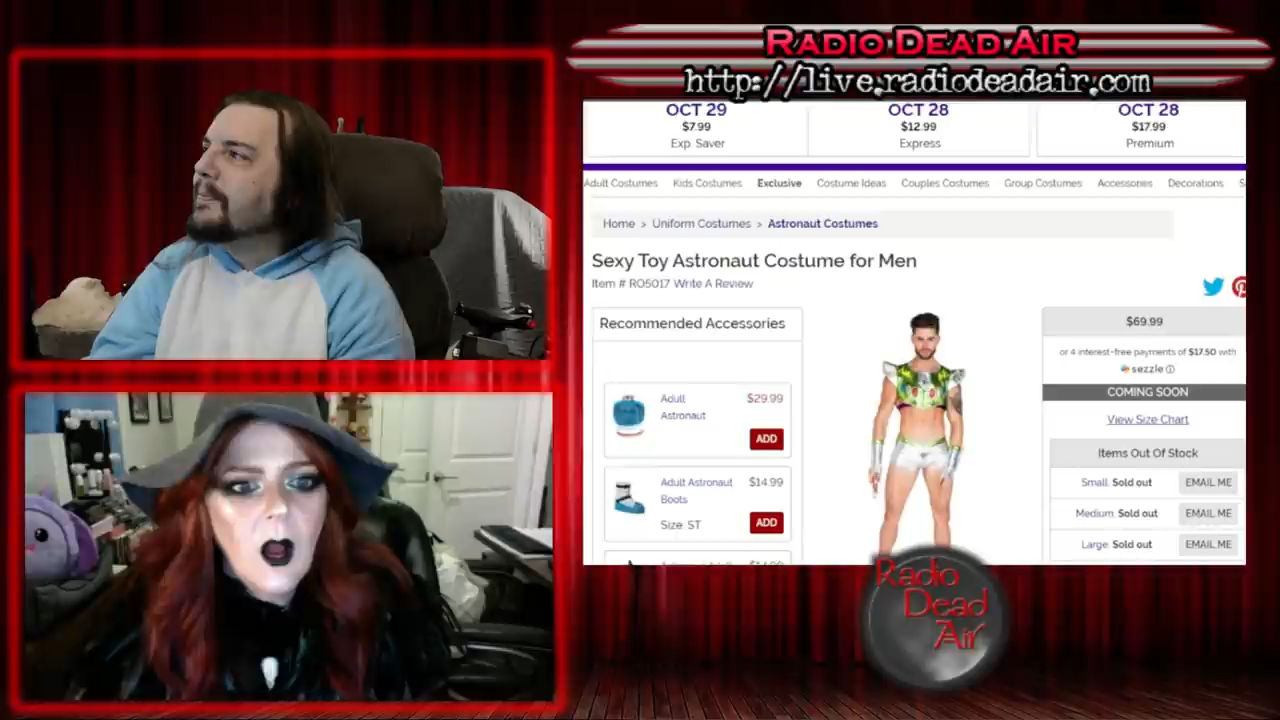 Radio Dead Air
http://live.radiodeadair.com
OCT 29
$7.99
Exp Saver
OCT 28
$12.99
Express
OCT 28
$17.99
Premium
Adult Costumes Kids Costumes Exclusive Costume Ideas Couples Costumes Group Costumes Accessories Decorations S
Home > Uniform Costumes > Astronaut Costumes
Sexy Toy Astronaut Costume for Men
Item # RO5017 Write A Review
Recommended Accessories
Adult
Astronaut
$29.99
ADD
Adult Astronaut
Boots
$14.99
Size: ST
ADD
$69.99
or 4 interest-free payments of $17.50 with
sezzle
COMING SOON
View Size Chart
Items Out Of Stock
Small: Sold out EMAIL ME
Medium: Sold out EMAIL ME
Large: Sold out EMAIL ME
Radio
Dead
Air